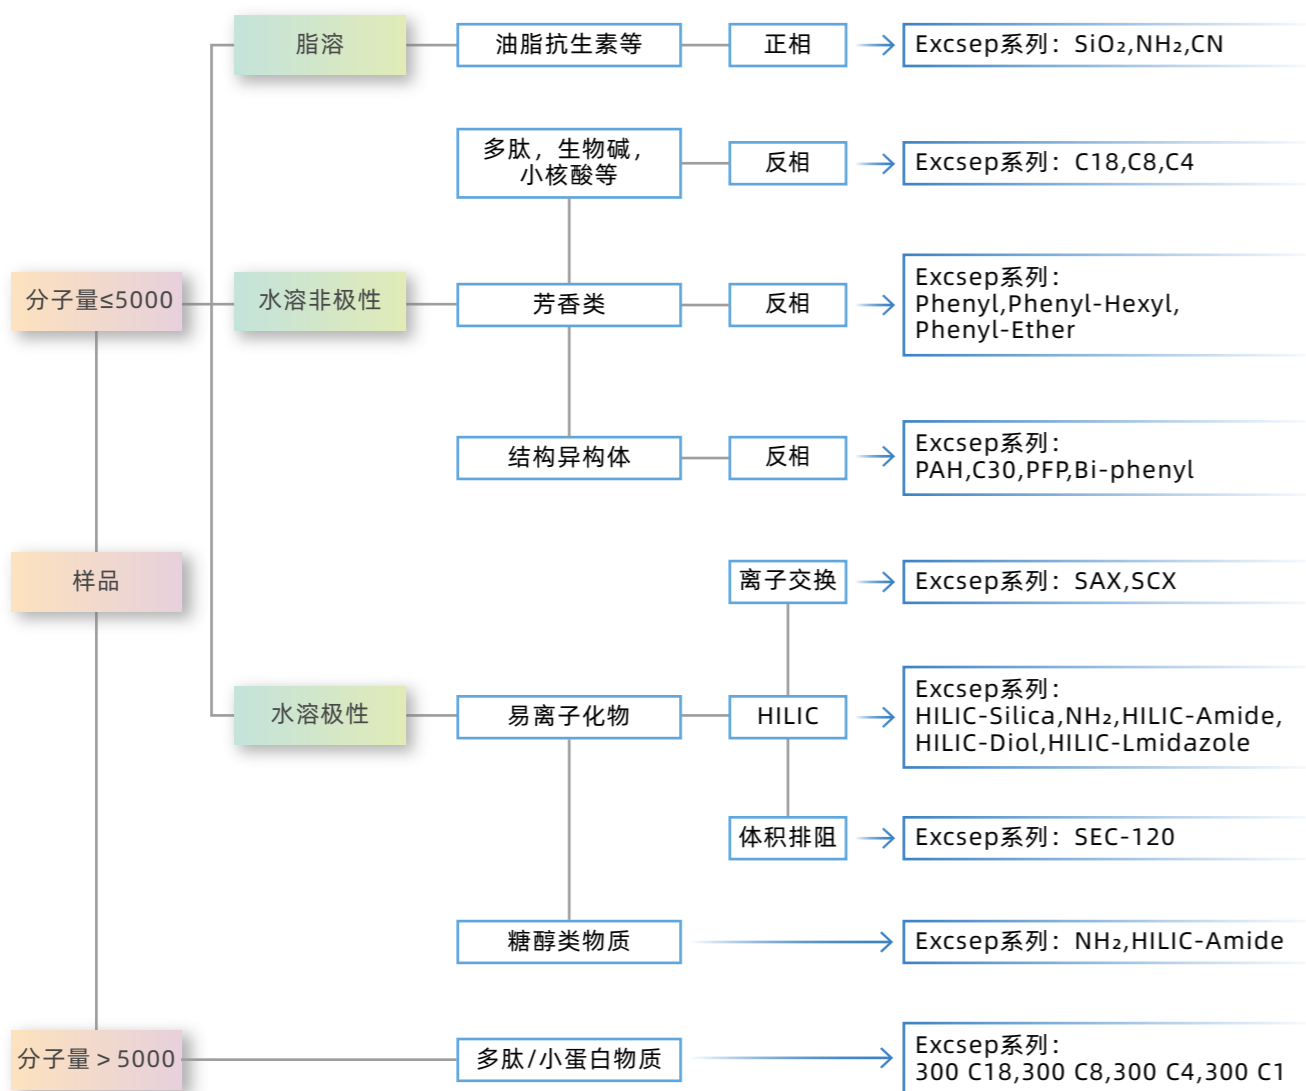 脂溶
油脂抗生素等
正相
Excsep系列：SiO₂,NH₂,CN
多肽，生物碱，
小核酸等
反相
Excsep系列：C18,C8,C4
分子量≤5000
水溶非极性
芳香类
反相
Excsep系列：
Phenyl,Phenyl-Hexyl,
Phenyl-Ether
结构异构体
反相
Excsep系列：
PAH,C30,PFP,Bi-phenyl
样品
离子交换
Excsep系列：SAX,SCX
水溶极性
易离子化物
HILIC
Excsep系列：
HILIC-Silica,NH₂,HILIC-Amide,
HILIC-Diol,HILIC-Lmidazole
体积排阻
Excsep系列：SEC-120
糖醇类物质
Excsep系列：NH₂,HILIC-Amide
分子量＞5000
多肽/小蛋白物质
Excsep系列：
300 C18,300 C8,300 C4,300 C1